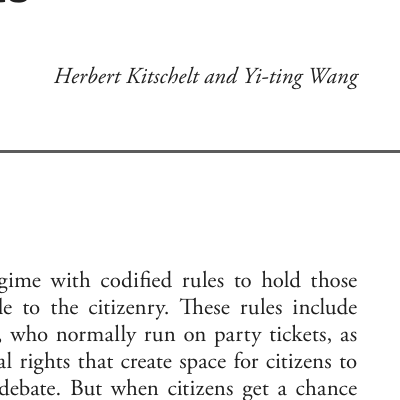 Herbert Kitschelt and Yi-ting Wang
gime with codified rules to hold those
to the citizenry. These rules include
, who normally run on party tickets, as
rights that create space for citizens to
debate. But when citizens get a chance